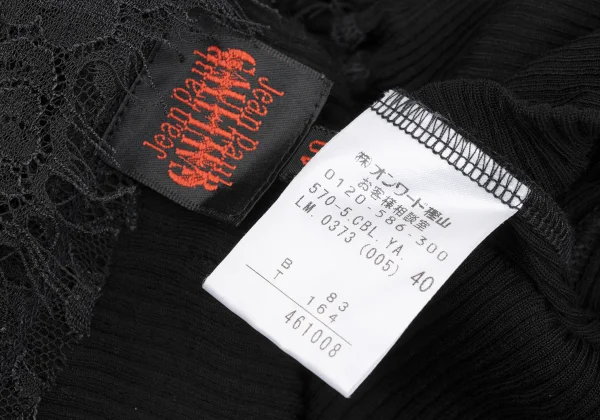 Jean Paul
GAULTIER
Jean Paul
(株)オンワード樫山
お客様相談室
0120-586-300
570-5.CBL.YA.
LM.0373 (005) 40
B 83
T 164
461008